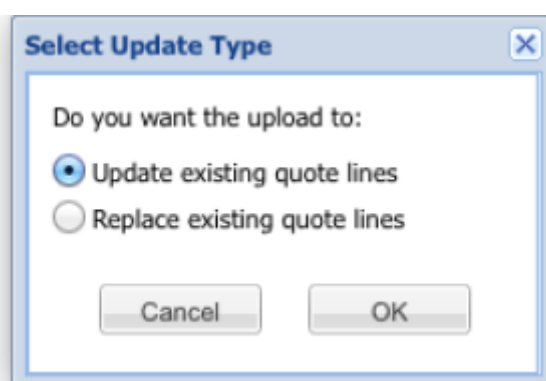 Select Update Type
Do you want the upload to:
Update existing quote lines
Replace existing quote lines
Cancel OK